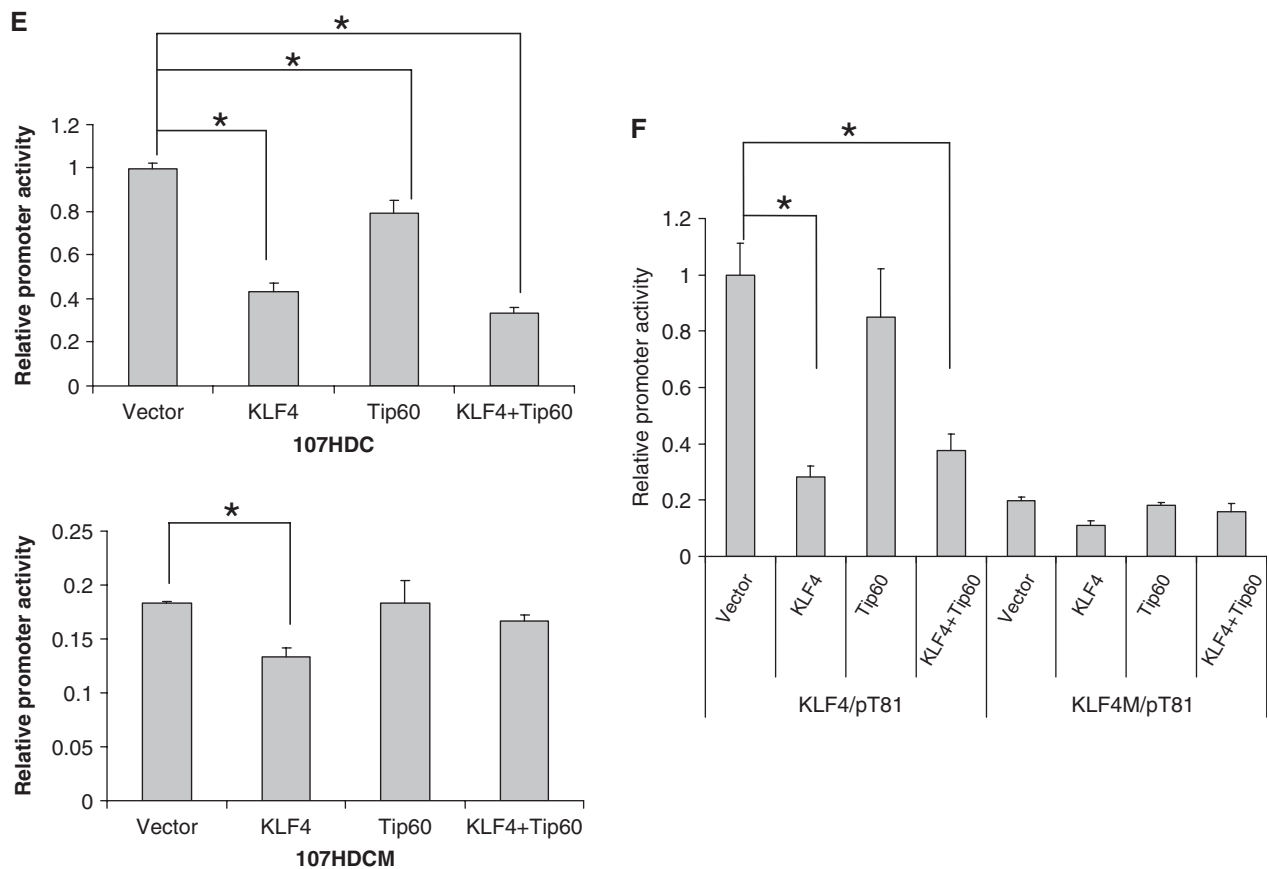 E
*
*
*
Relative promoter activity
1.2
1
0.8
0.6
0.4
0.2
0
Vector KLF4 Tip60 KLF4+Tip60
107HDC
*
Relative promoter activity
0.25
0.2
0.15
0.1
0.05
0
Vector KLF4 Tip60 KLF4+Tip60
107HDCM
F
*
*
Relative promoter activity
1.2
1
0.8
0.6
0.4
0.2
0
Vector KLF4 Tip60 KLF4+Tip60 Vector KLF4 Tip60 KLF4+Tip60
KLF4/pT81 KLF4M/pT81